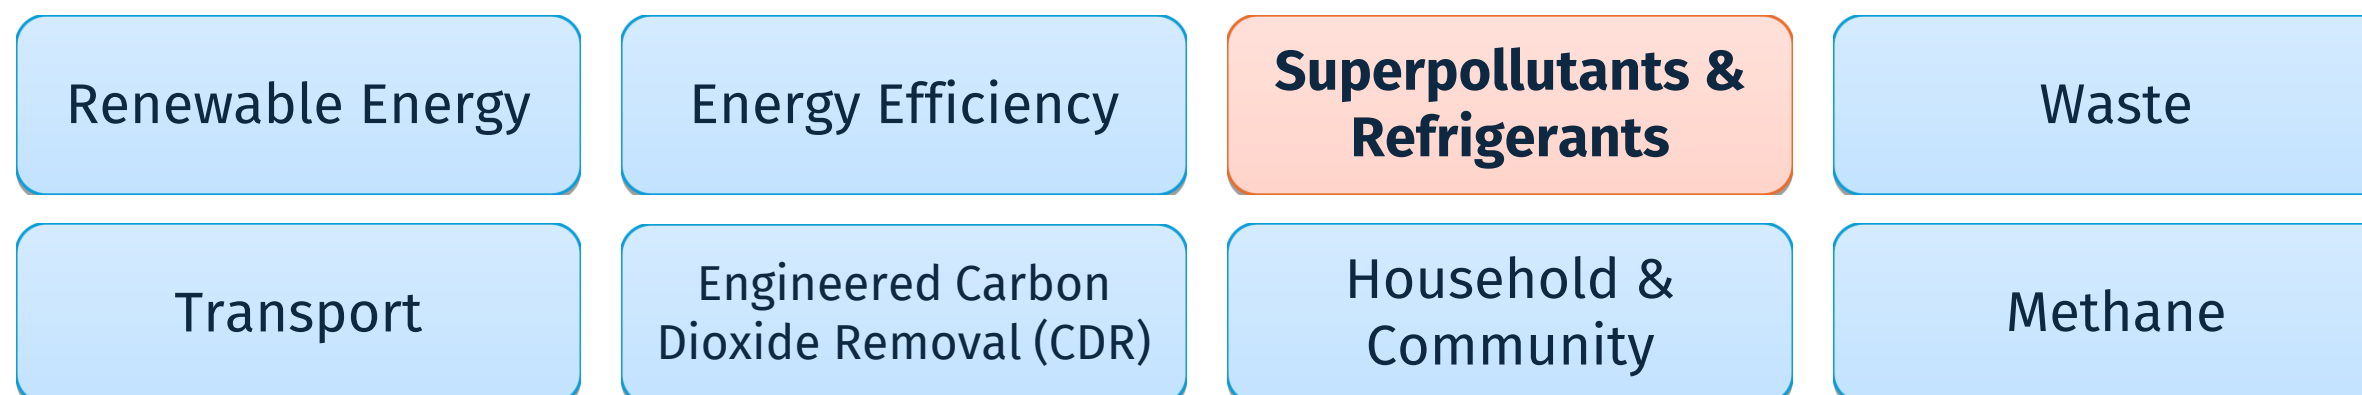 Renewable Energy
Energy Efficiency
Superpollutants &
Refrigerants
Waste
Transport
Engineered Carbon
Dioxide Removal (CDR)
Household &
Community
Methane